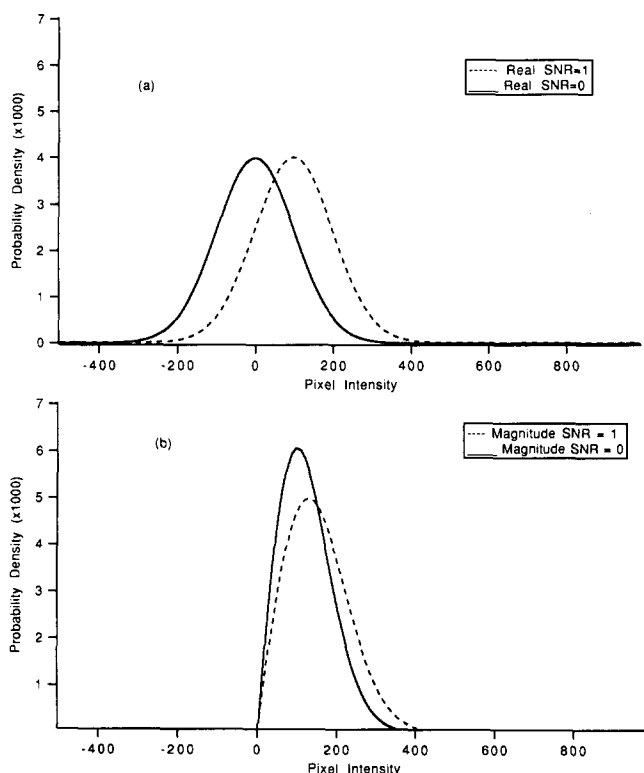 7
6
5
4
3
2
1
0
Probability Density (x1000)
(a)
Real SNR=1
Real SNR=0
-400 -200 0 200 400 600 800
Pixel Intensity
7
6
5
4
3
2
1
Probability Density (x1000)
(b)
Magnitude SNR = 1
Magnitude SNR = 0
-400 -200 0 200 400 600 800
Pixel Intensity